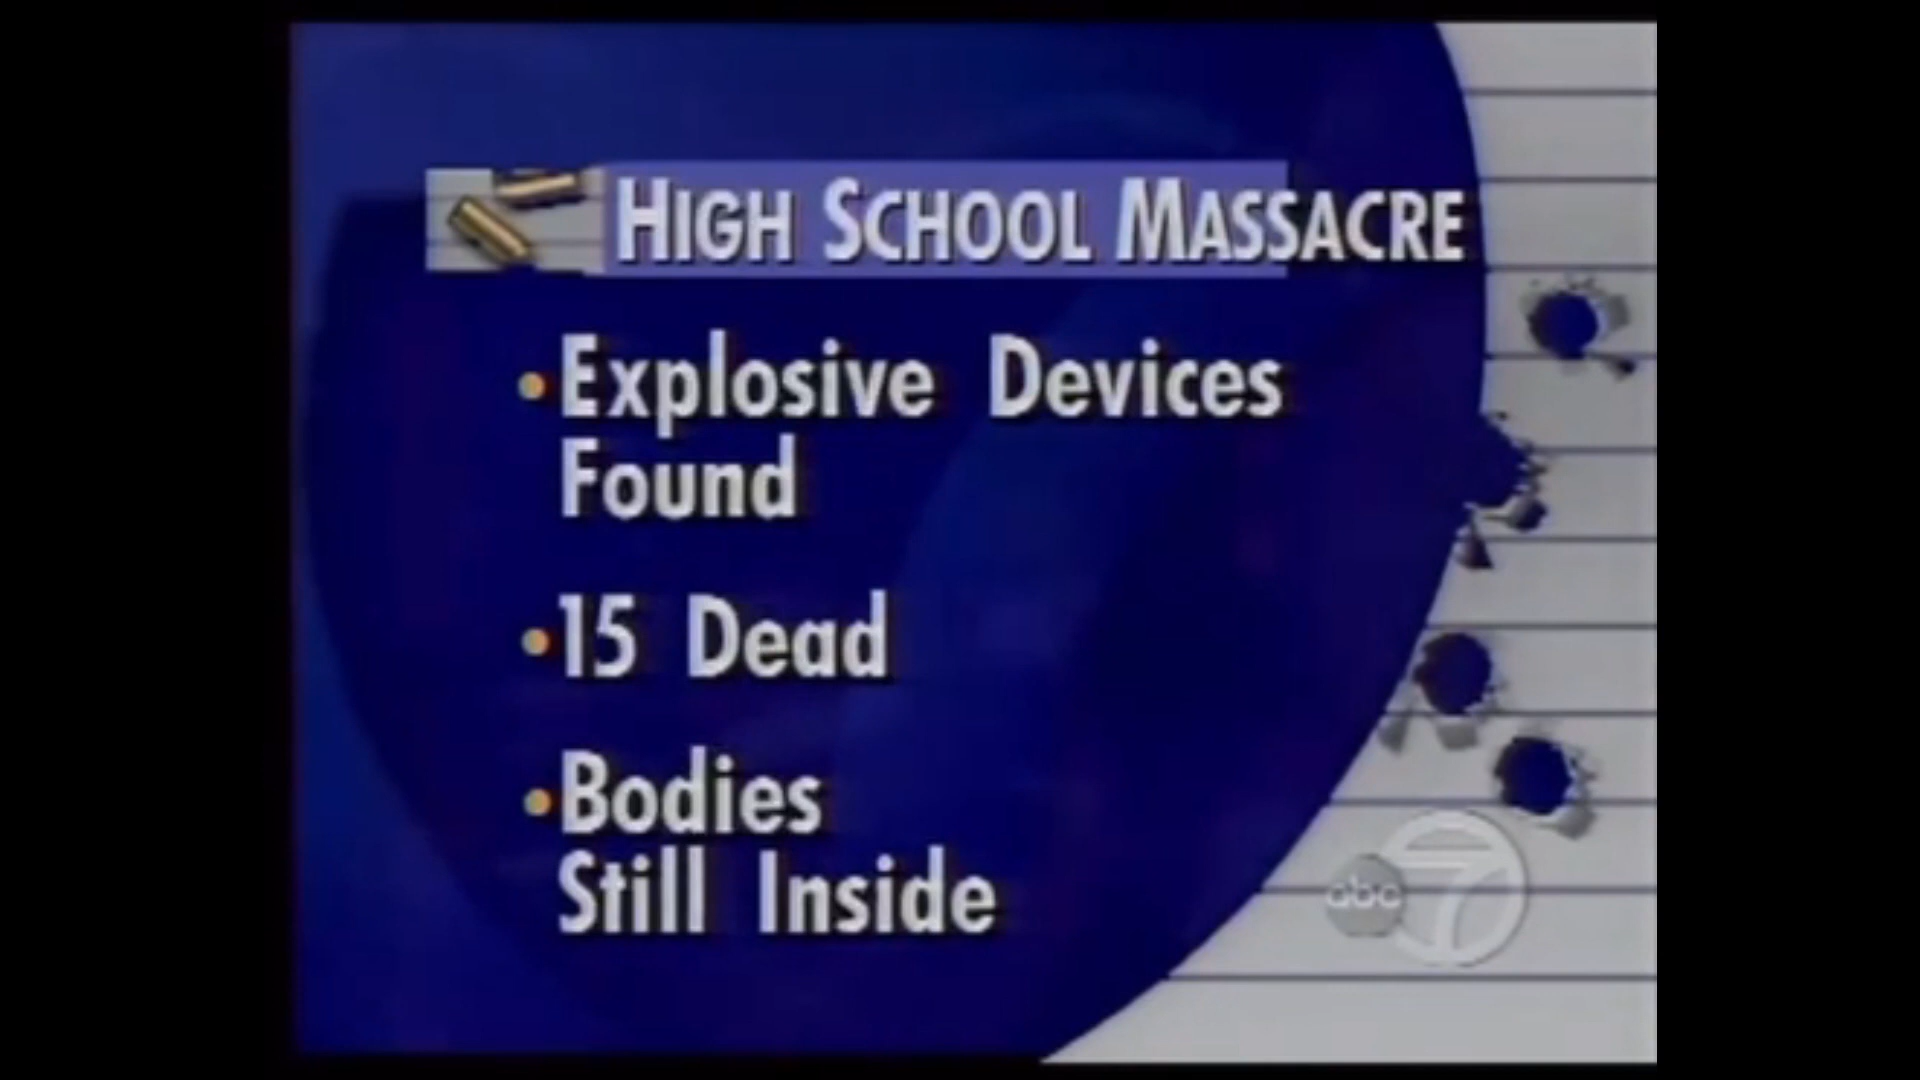 HIGH SCHOOL MASSACRE
•Explosive Devices
Found
•15 Dead
•Bodies
Still Inside
abc 7